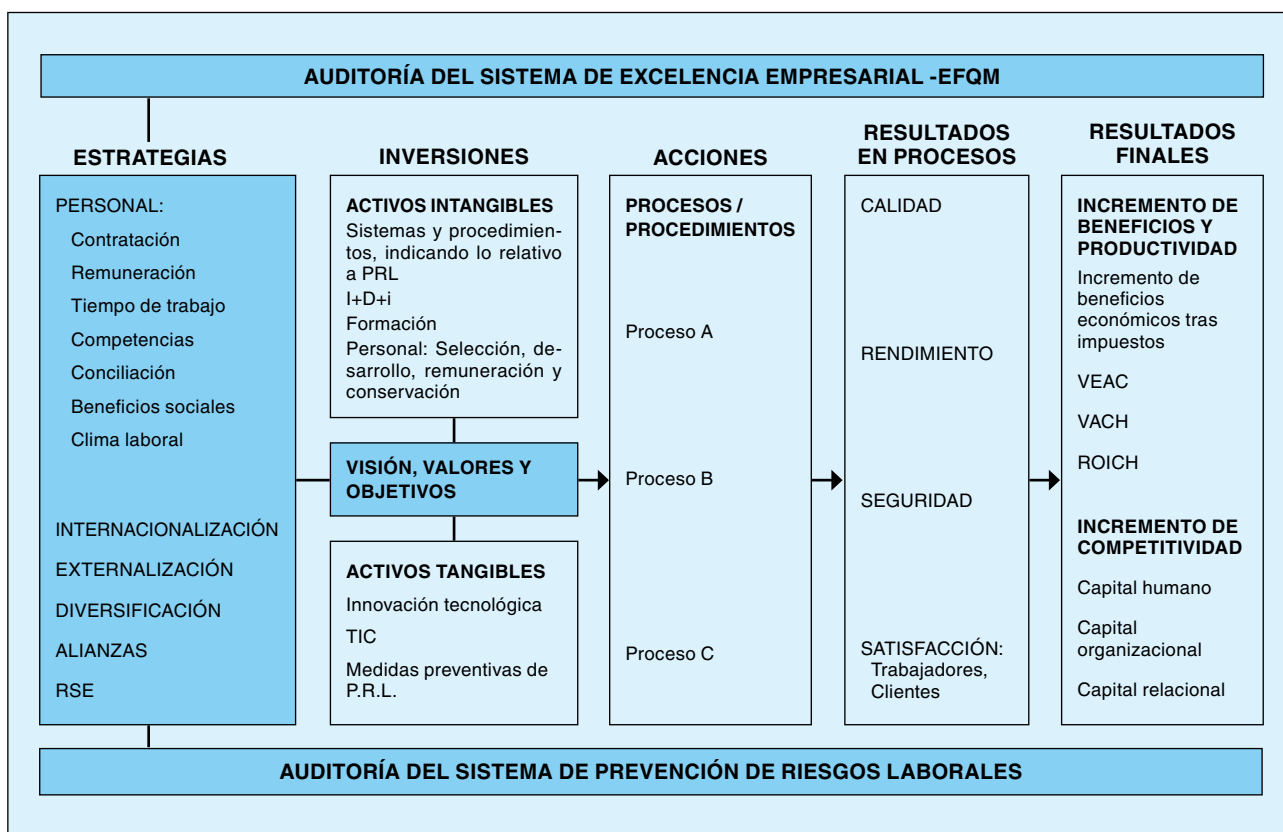 AUDITORÍA DEL SISTEMA DE EXCELENCIA EMPRESARIAL -EFQM
ESTRATEGIAS
PERSONAL:
Contratación
Remuneración
Tiempo de trabajo
Competencias
Conciliación
Beneficios sociales
Clima laboral
INTERNACIONALIZACIÓN
EXTERNALIZACIÓN
DIVERSIFICACIÓN
ALIANZAS
RSE
INVERSIONES
ACTIVOS INTANGIBLES
Sistemas y procedimien-
tos, indicando lo relativo
a PRL
I+D+i
Formación
Personal: Selección, de-
sarrollo, remuneración y
conservación
VISIÓN, VALORES Y
OBJETIVOS
ACTIVOS TANGIBLES
Innovación tecnológica
TIC
Medidas preventivas de
P.R.L.
ACCIONES
PROCESOS /
PROCEDIMIENTOS
Proceso A
Proceso B
Proceso C
RESULTADOS
EN PROCESOS
CALIDAD
RENDIMIENTO
SEGURIDAD
SATISFACCIÓN:
Trabajadores,
Clientes
RESULTADOS
FINALES
INCREMENTO DE
BENEFICIOS Y
PRODUCTIVIDAD
Incremento de
beneficios
económicos tras
impuestos
VEAC
VACH
ROICH
INCREMENTO DE
COMPETITIVIDAD
Capital humano
Capital
organizacional
Capital relacional
AUDITORÍA DEL SISTEMA DE PREVENCIÓN DE RIESGOS LABORALES